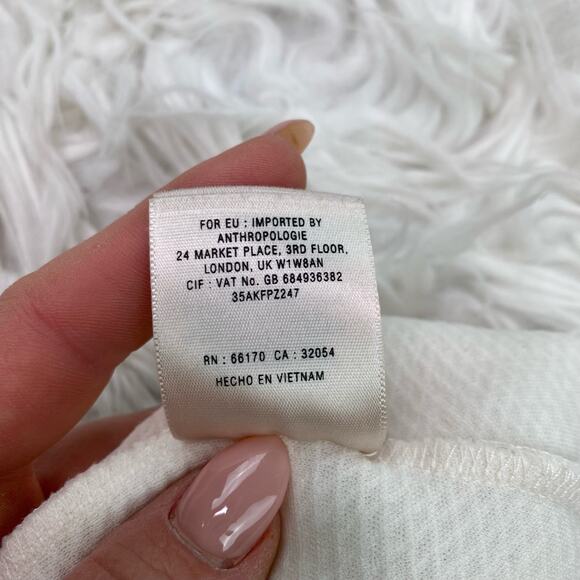 FOR EU : IMPORTED BY
ANTHROPOLOGIE
24 MARKET PLACE, 3RD FLOOR,
LONDON, UK W1W8AN
CIF : VAT No. GB 684936382
35AKFPZ247
RN : 66170 CA : 32054
HECHO EN VIETNAM